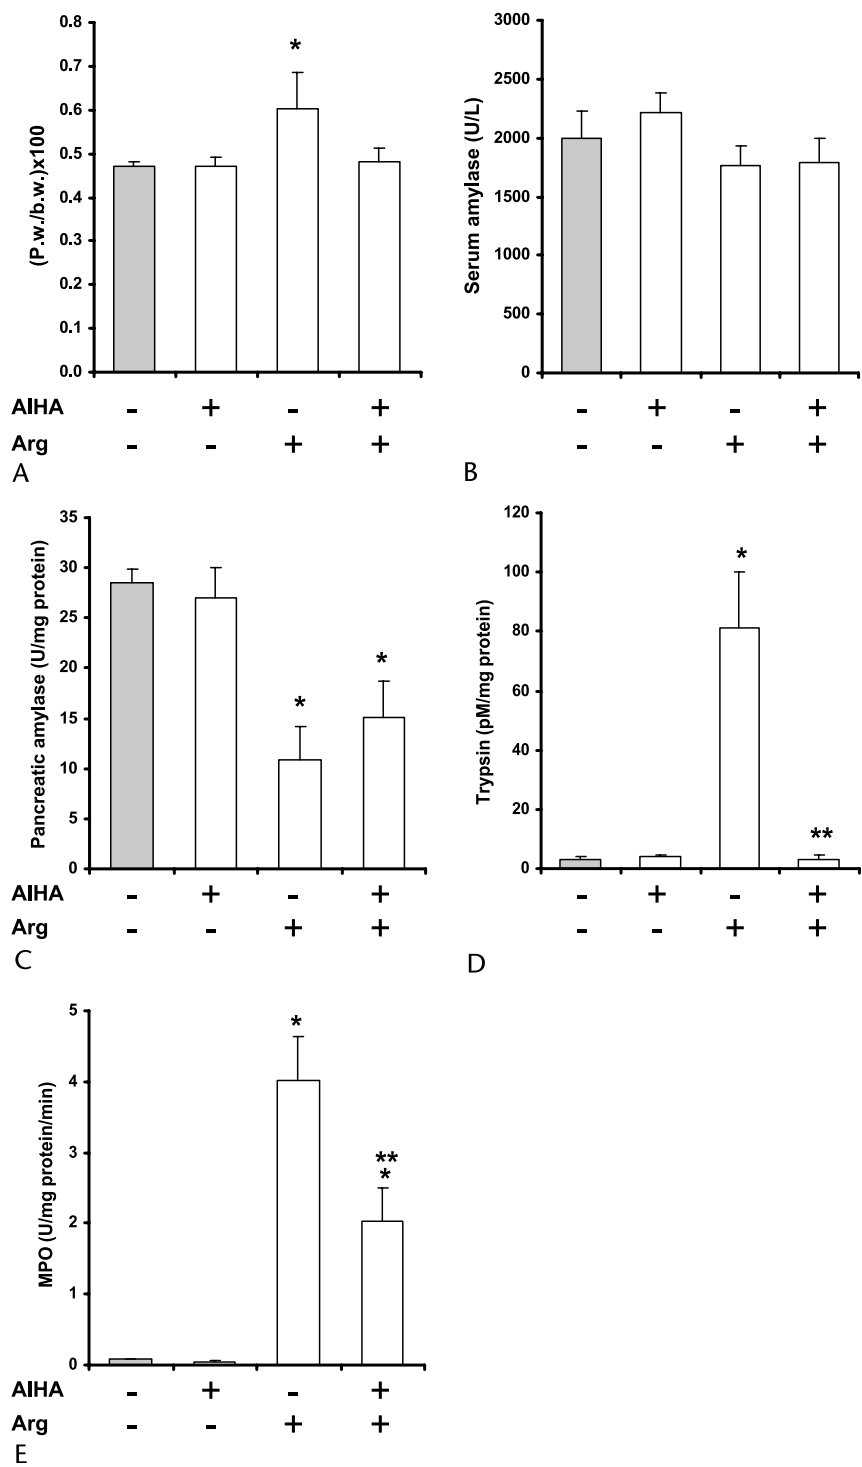 0.8
0.7
0.6
0.5
0.4
0.3
0.2
0.1
0.0
(P.w./b.w.)x100
*
AIHA - + - +
Arg - - + +
A
3000
2500
2000
1500
1000
500
0
Serum amylase (U/L)
- + - +
- - + +
B
35
30
25
20
15
10
5
0
Pancreatic amylase (U/mg protein)
*
*
AIHA - + - +
Arg - - + +
C
120
100
80
60
40
20
0
Trypsin (pM/mg protein)
*
**
- + - +
- - + +
D
5
4
3
2
1
0
MPO (U/mg protein/min)
*
**
*
AIHA - + - +
Arg - - + +
E